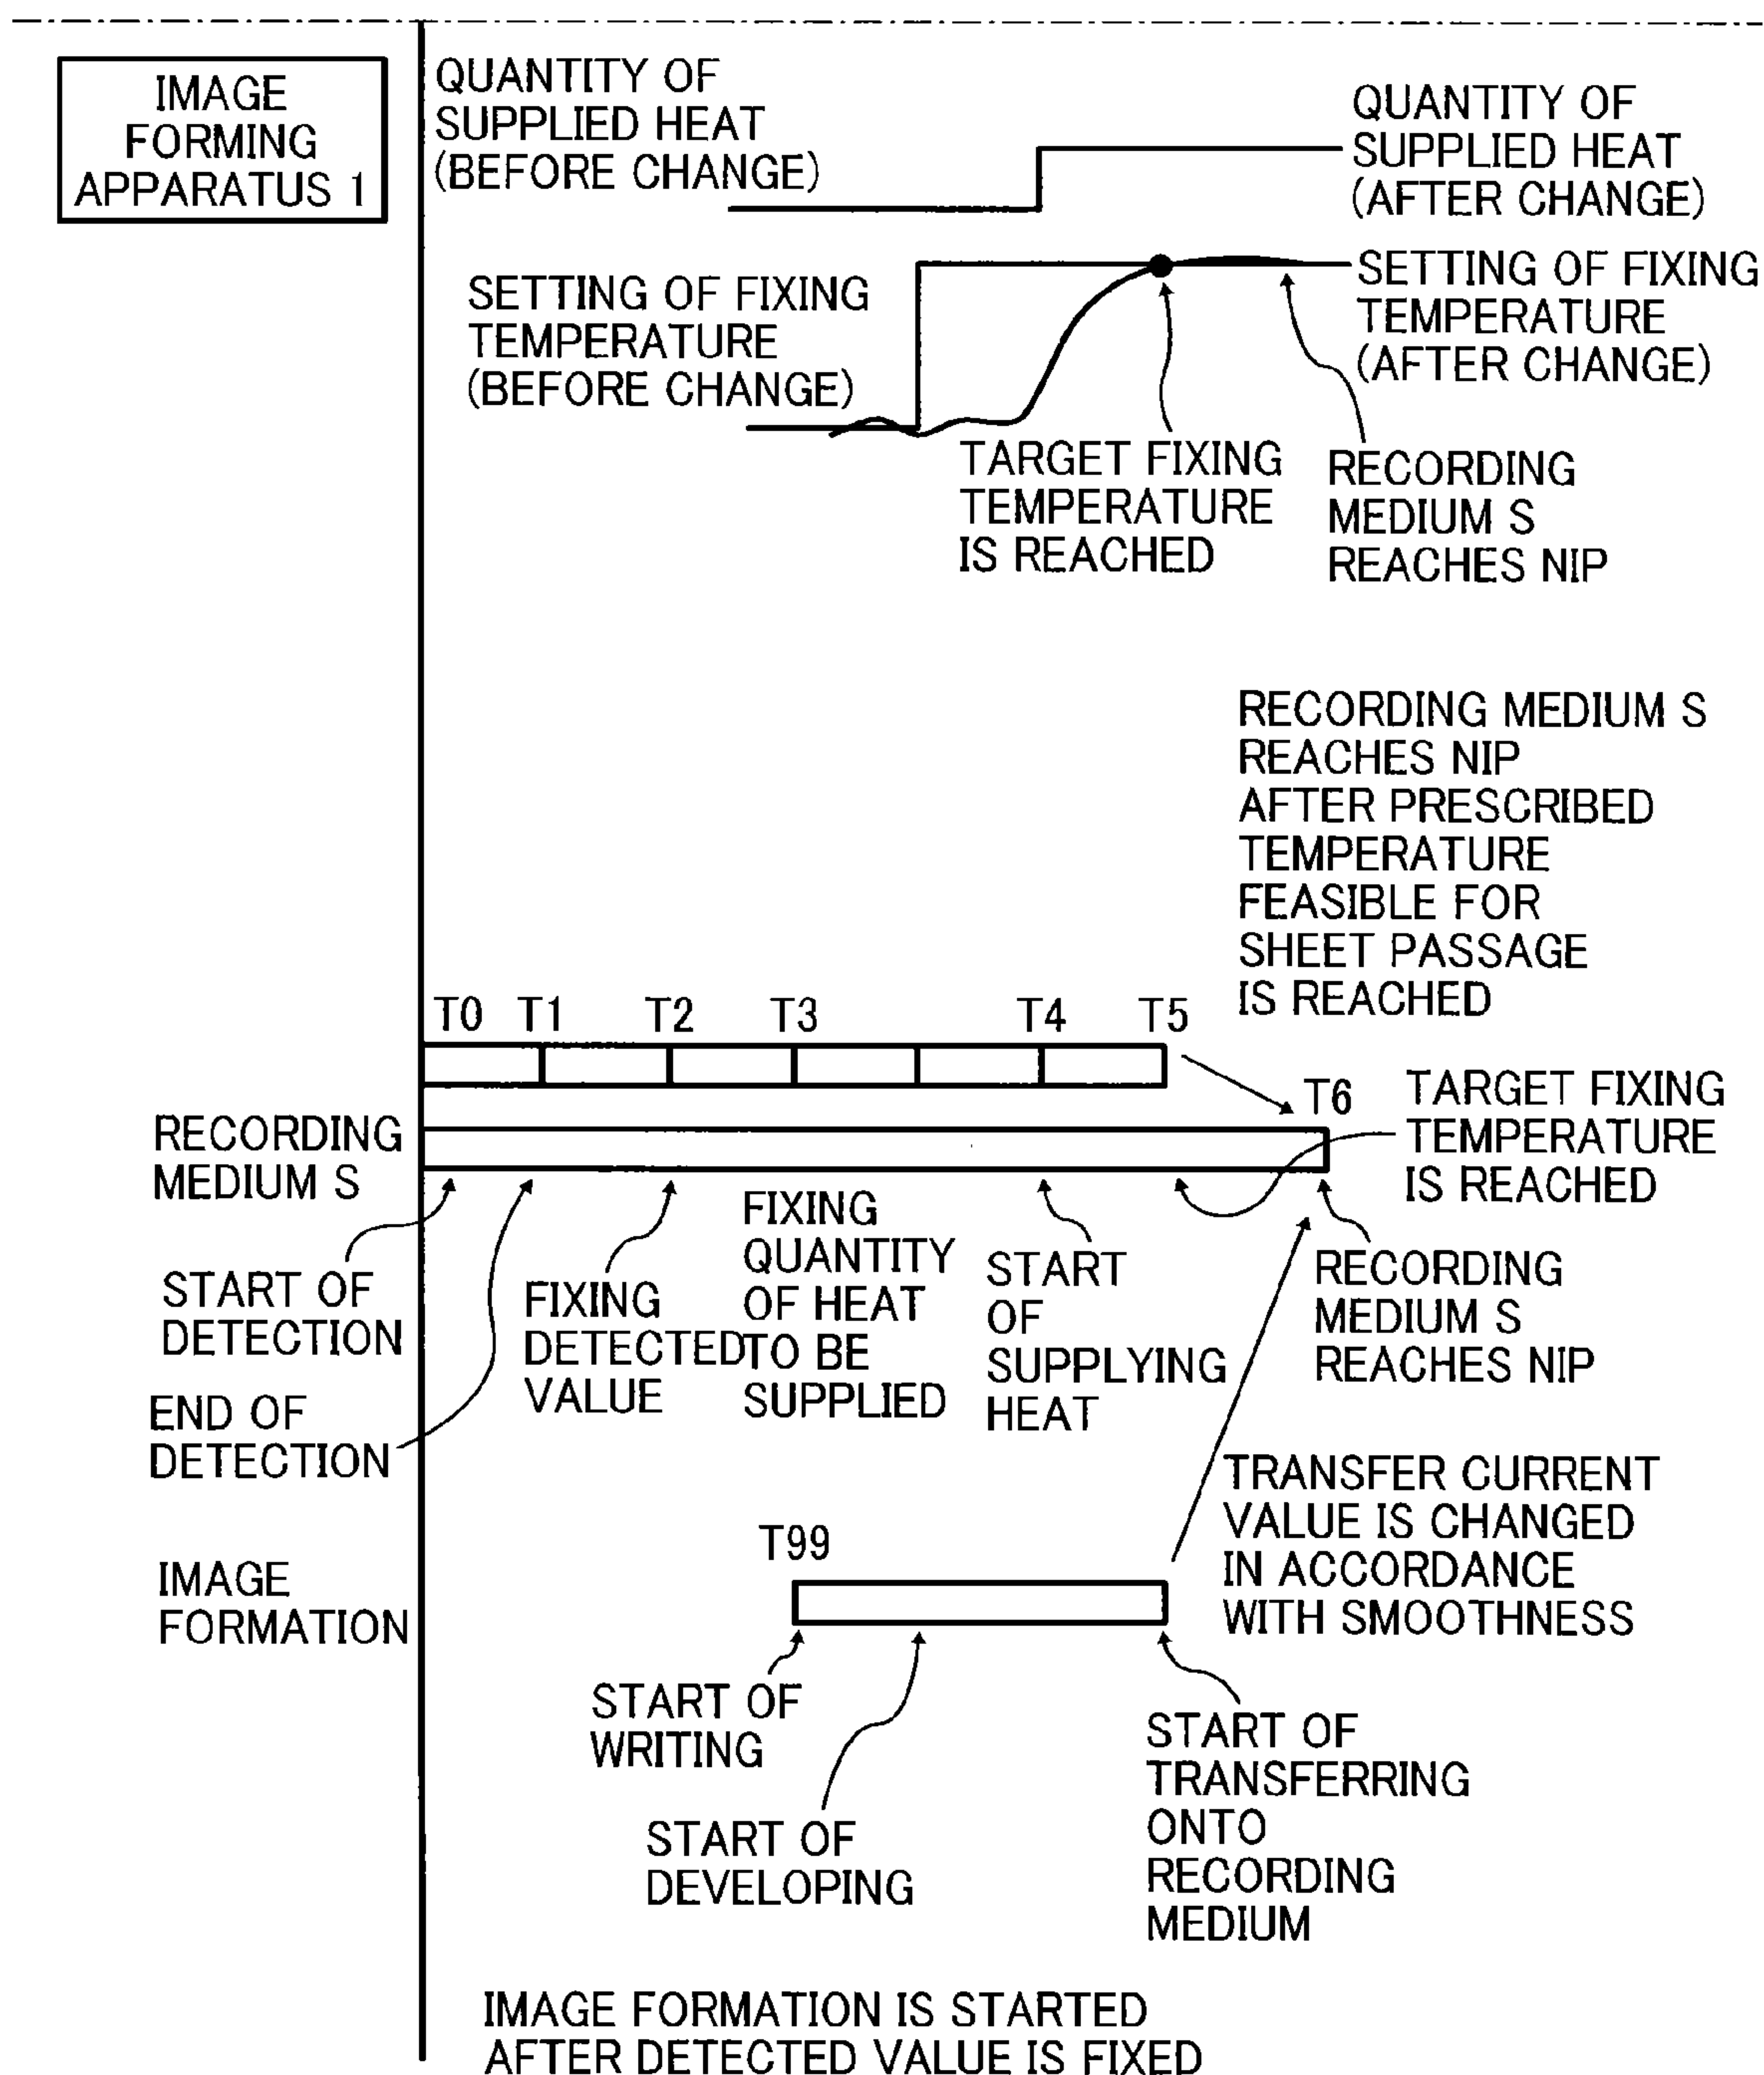 IMAGE
FORMING
APPARATUS 1
QUANTITY OF
SUPPLIED HEAT
(BEFORE CHANGE)
QUANTITY OF
SUPPLIED HEAT
(AFTER CHANGE)
SETTING OF FIXING
TEMPERATURE
(BEFORE CHANGE)
SETTING OF FIXING
TEMPERATURE
(AFTER CHANGE)
TARGET FIXING
TEMPERATURE
IS REACHED
RECORDING
MEDIUM S
REACHES NIP
RECORDING MEDIUM S
REACHES NIP
AFTER PRESCRIBED
TEMPERATURE
FEASIBLE FOR
SHEET PASSAGE
IS REACHED
T0 T1 T2 T3 T4 T5
T6
TARGET FIXING
TEMPERATURE
IS REACHED
RECORDING
MEDIUM S
START OF
DETECTION
END OF
DETECTION
FIXING
DETECTED
VALUE
FIXING
QUANTITY
OF HEAT
TO BE
SUPPLIED
START
OF
SUPPLYING
HEAT
RECORDING
MEDIUM S
REACHES NIP
TRANSFER CURRENT
VALUE IS CHANGED
IN ACCORDANCE
WITH SMOOTHNESS
T99
IMAGE
FORMATION
START OF
WRITING
START OF
DEVELOPING
START OF
TRANSFERRING
ONTO
RECORDING
MEDIUM
IMAGE FORMATION IS STARTED
AFTER DETECTED VALUE IS FIXED